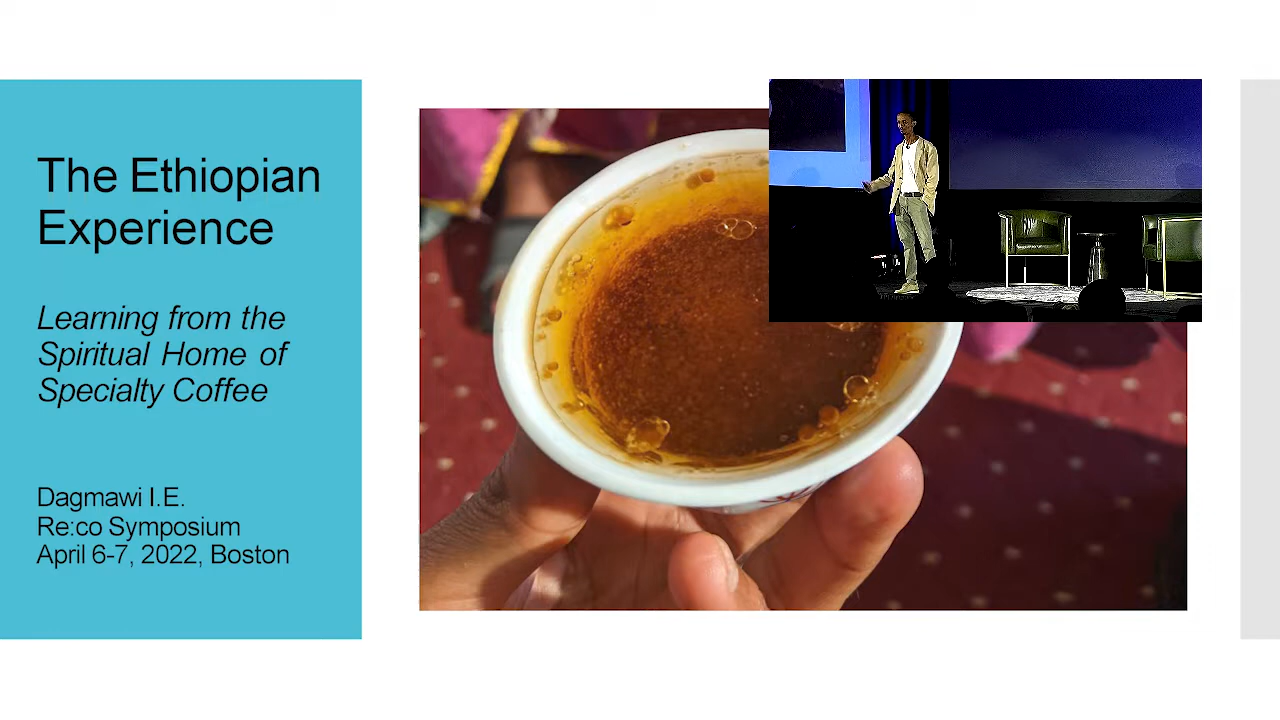 The Ethiopian
Experience
Learning from the
Spiritual Home of
Specialty Coffee
Dagmawi I.E.
Re:co Symposium
April 6-7, 2022, Boston